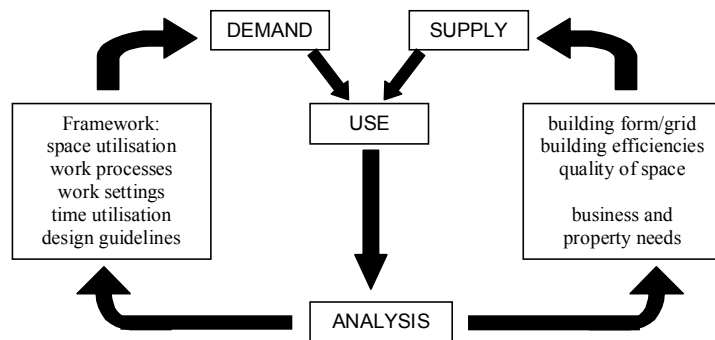 DEMAND
SUPPLY
USE
Framework:
space utilisation
work processes
work settings
time utilisation
design guidelines
building form/grid
building efficiencies
quality of space
business and
property needs
ANALYSIS